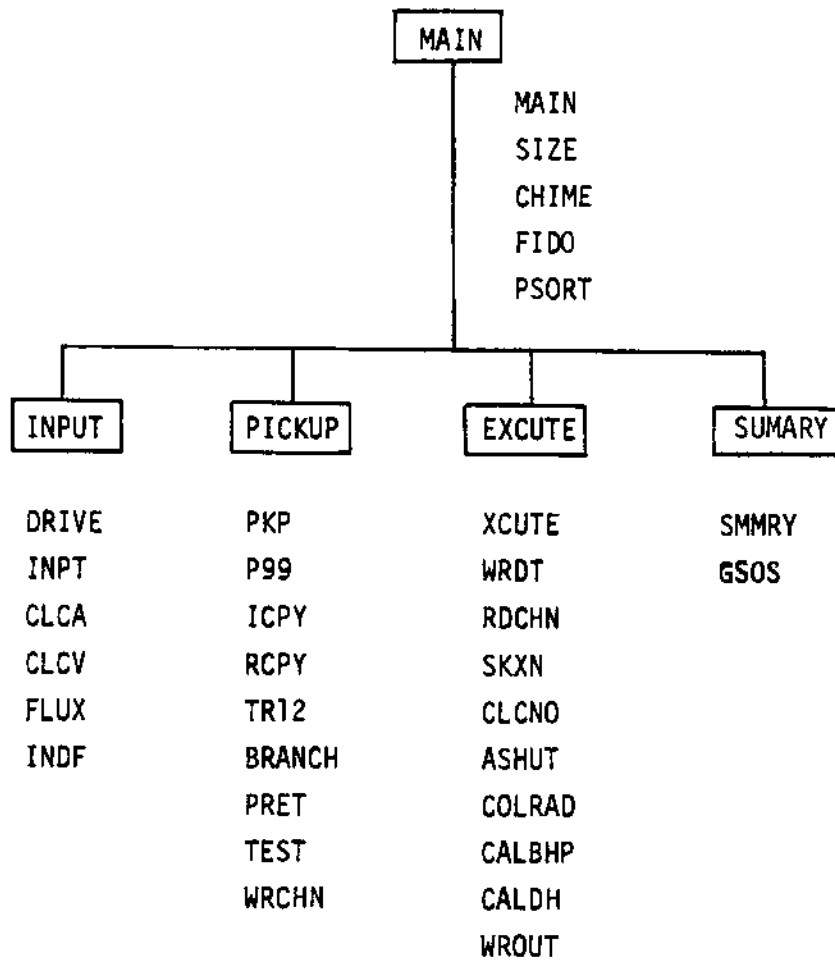 MAIN
MAIN
SIZE
CHIME
FIDO
PSORT
INPUT
PICKUP
EXCUTE
SUMARY
DRIVE
INPT
CLCA
CLCV
FLUX
INDF
PKP
P99
ICPY
RCPY
TR12
BRANCH
PRET
TEST
WRCHN
XCUTE
WRDT
RDCHN
SKXN
CLCNO
ASHUT
COLRAD
CALBHP
CALDH
WROUT
SMMRY
GSOS